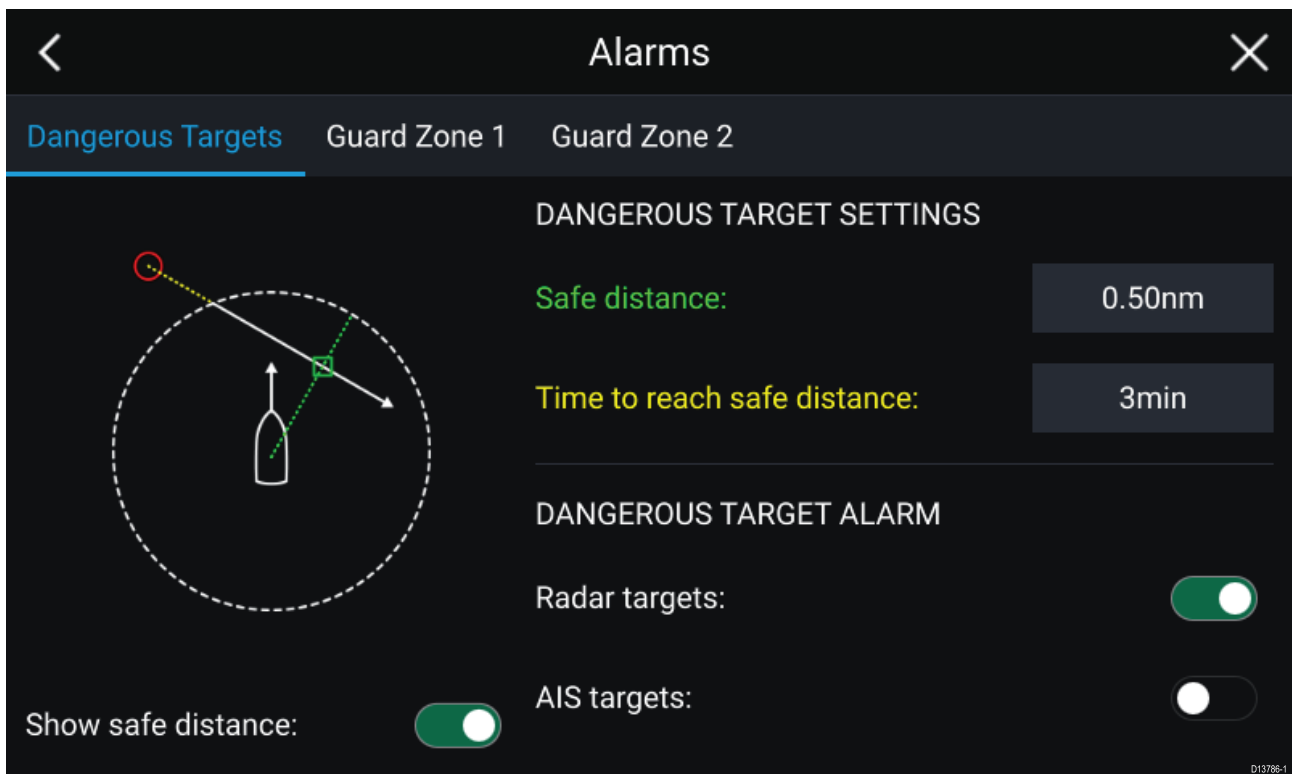 Alarms
Dangerous Targets Guard Zone 1 Guard Zone 2
DANGEROUS TARGET SETTINGS
Safe distance: 0.50nm
Time to reach safe distance: 3min
DANGEROUS TARGET ALARM
Radar targets:
AIS targets:
Show safe distance:
D13786-1